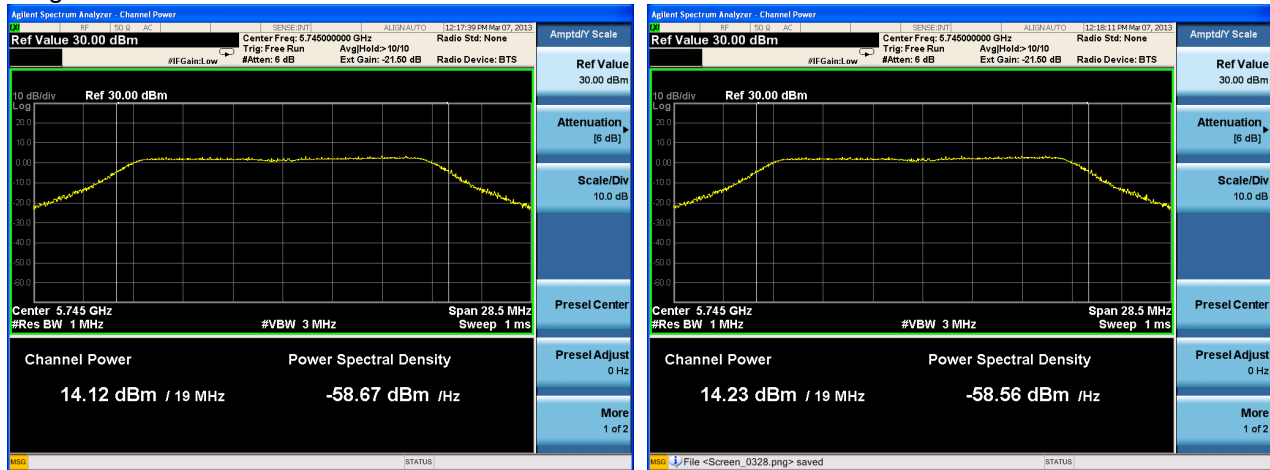 Agilent Spectrum Analyzer - Channel Power
RF 50 Ω AC SENSE:INT ALIGNAUTO 12:17:39 PM Mar 07, 2013
Ref Value 30.00 dBm
Center Freq: 5.745000000 GHz Radio Std: None
Trig: Free Run Avg|Hold:>10/10
#IFGain:Low #Atten: 6 dB Ext Gain: -21.50 dB Radio Device: BTS
10 dB/div Ref 30.00 dBm
Log
20.0
10.0
0.00
-10.0
-20.0
-30.0
-40.0
-50.0
-60.0
Center 5.745 GHz Span 28.5 MHz
#Res BW 1 MHz #VBW 3 MHz Sweep 1 ms
Channel Power Power Spectral Density
14.12 dBm / 19 MHz -58.67 dBm /Hz
MSG STATUS
Amptd/Y Scale
Ref Value
30.00 dBm
Attenuation
[6 dB]
Scale/Div
10.0 dB
Presel Center
Presel Adjust
0 Hz
More
1 of 2
Agilent Spectrum Analyzer - Channel Power
RF 50 Ω AC SENSE:INT ALIGNAUTO 12:18:11 PM Mar 07, 2013
Ref Value 30.00 dBm
Center Freq: 5.745000000 GHz Radio Std: None
Trig: Free Run Avg|Hold:>10/10
#IFGain:Low #Atten: 6 dB Ext Gain: -21.50 dB Radio Device: BTS
10 dB/div Ref 30.00 dBm
Log
20.0
10.0
0.00
-10.0
-20.0
-30.0
-40.0
-50.0
-60.0
Center 5.745 GHz Span 28.5 MHz
#Res BW 1 MHz #VBW 3 MHz Sweep 1 ms
Channel Power Power Spectral Density
14.23 dBm / 19 MHz -58.56 dBm /Hz
MSG File <Screen_0328.png> saved STATUS
Amptd/Y Scale
Ref Value
30.00 dBm
Attenuation
[6 dB]
Scale/Div
10.0 dB
Presel Center
Presel Adjust
0 Hz
More
1 of 2